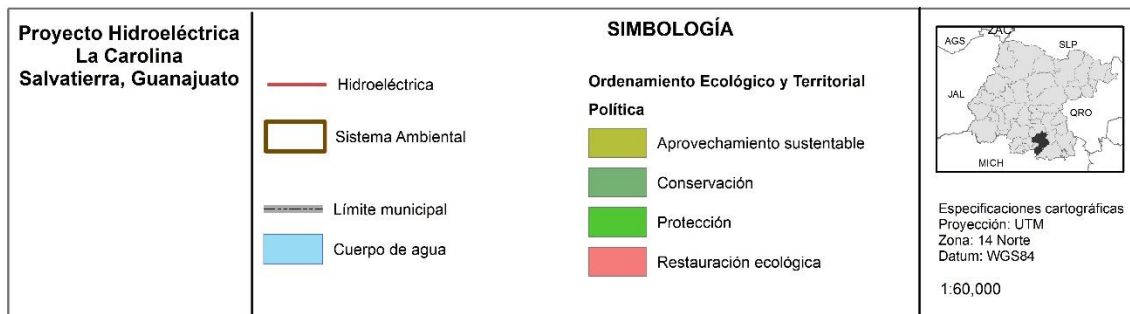 Proyecto Hidroeléctrica
La Carolina
Salvatierra, Guanajuato
SIMBOLOGÍA
Hidroeléctrica
Sistema Ambiental
Límite municipal
Cuerpo de agua
Ordenamiento Ecológico y Territorial
Política
Aprovechamiento sustentable
Conservación
Protección
Restauración ecológica
ZAC
AGS
SLP
JAL
QRO
MICH
Especificaciones cartográficas
Proyección: UTM
Zona: 14 Norte
Datum: WGS84
1:60,000